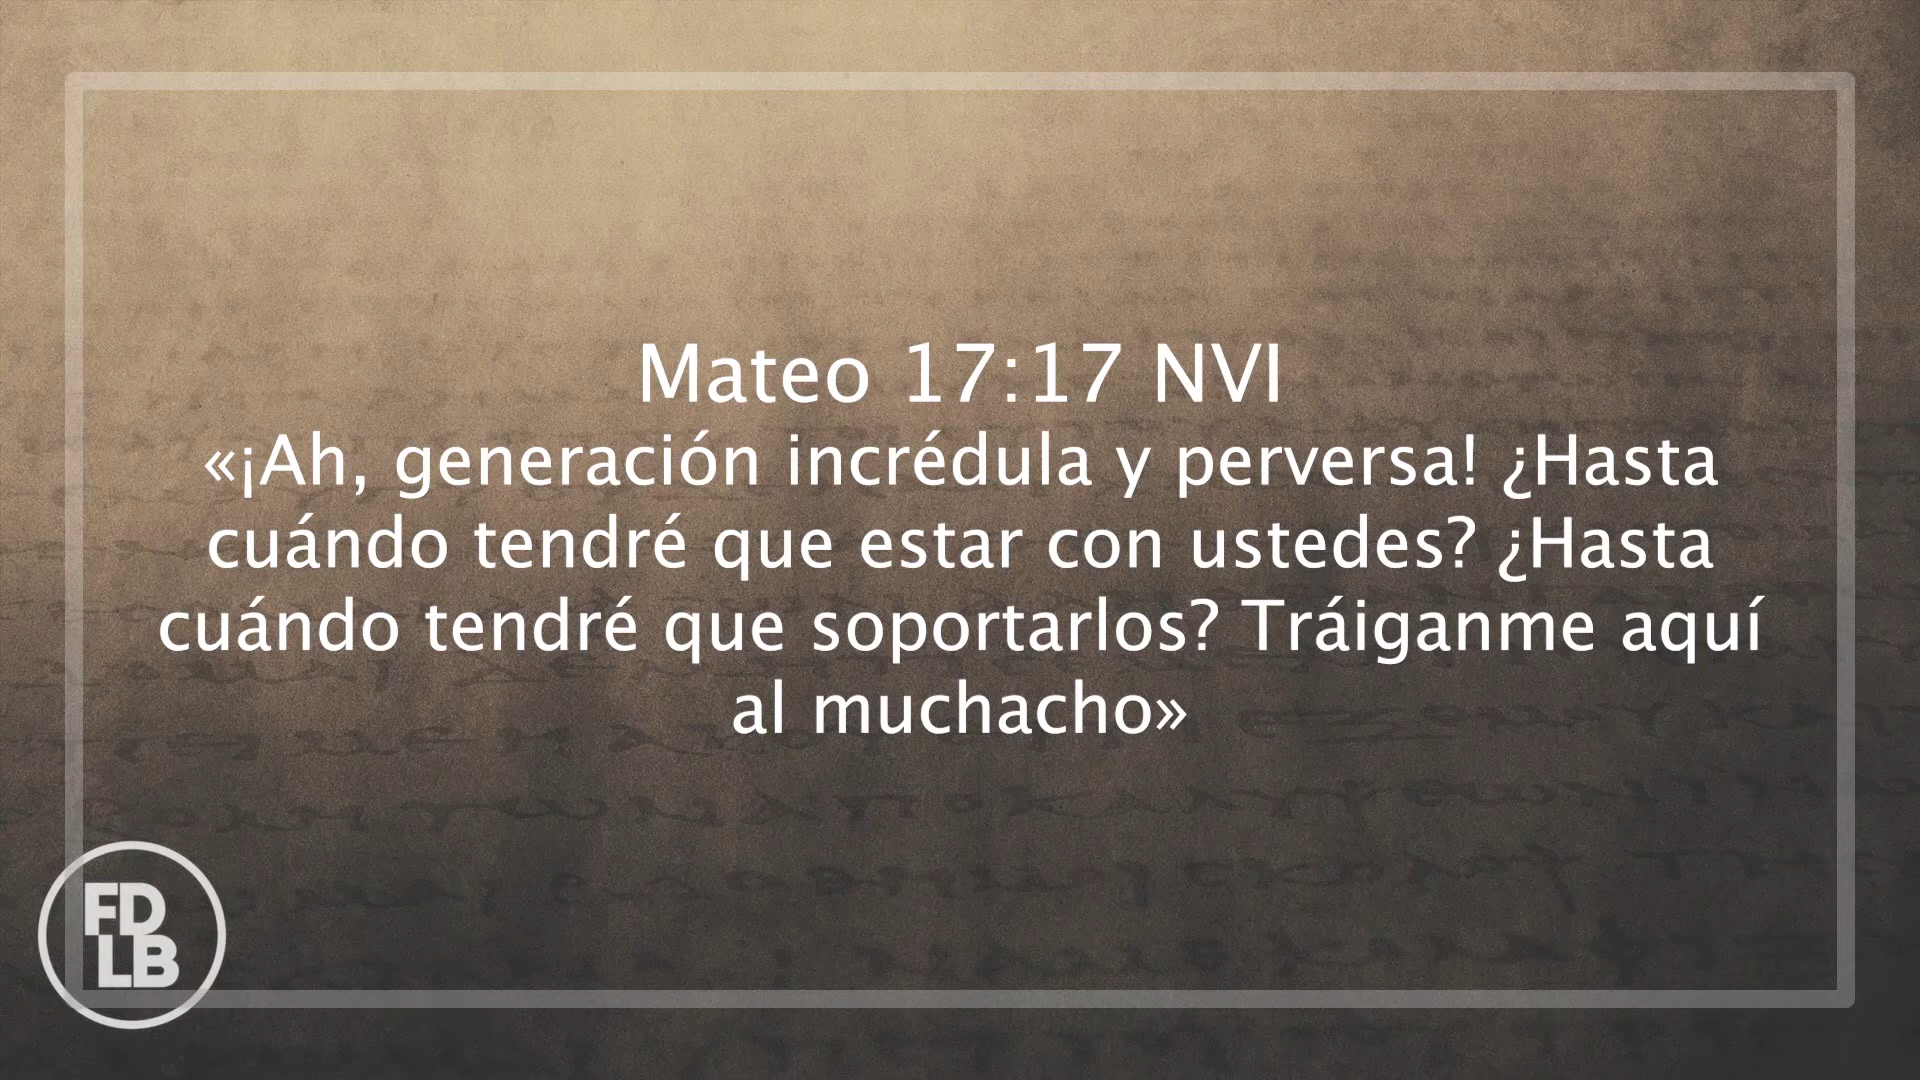 Mateo 17:17 NVI
«¡Ah, generación incrédula y perversa! ¿Hasta
cuándo tendré que estar con ustedes? ¿Hasta
cuándo tendré que soportarlos? Tráiganme aquí
al muchacho»
FD
LB